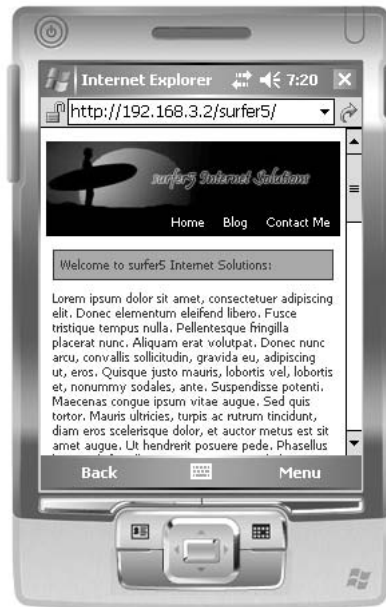 Internet Explorer 7:20
http://192.168.3.2/surfer5/
surfer5 Internet Solutions
Home Blog Contact Me
Welcome to surfer5 Internet Solutions:
Lorem ipsum dolor sit amet, consectetuer adipiscing
elit. Donec elementum eleifend libero. Fusce
tristique tempus nulla. Pellentesque fringilla
placerat nunc. Aliquam erat volutpat. Donec nunc
arcu, convallis sollicitudin, gravida eu, adipiscing
ut, eros. Quisque justo mauris, lobortis vel, lobortis
et, nonummy sodales, ante. Suspendisse potenti.
Maecenas congue ipsum vitae augue. Sed quis
tortor. Mauris ultricies, turpis ac rutrum tincidunt,
diam eros scelerisque dolor, et auctor metus est sit
amet augue. Ut hendrerit posuere pede. Phasellus
Back Menu